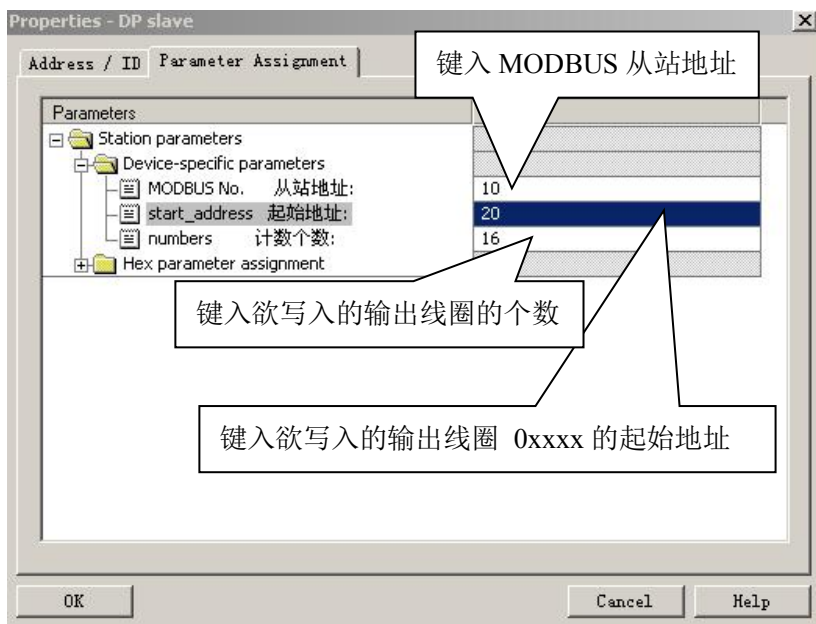 Properties - DP slave
Address / ID Parameter Assignment
键入 MODBUS 从站地址
Parameters
Station parameters
Device-specific parameters
MODBUS No. 从站地址: 10
start_address 起始地址: 20
numbers 计数个数: 16
Hex parameter assignment
键入欲写入的输出线圈的个数
键入欲写入的输出线圈 0xxxx 的起始地址
OK Cancel Help